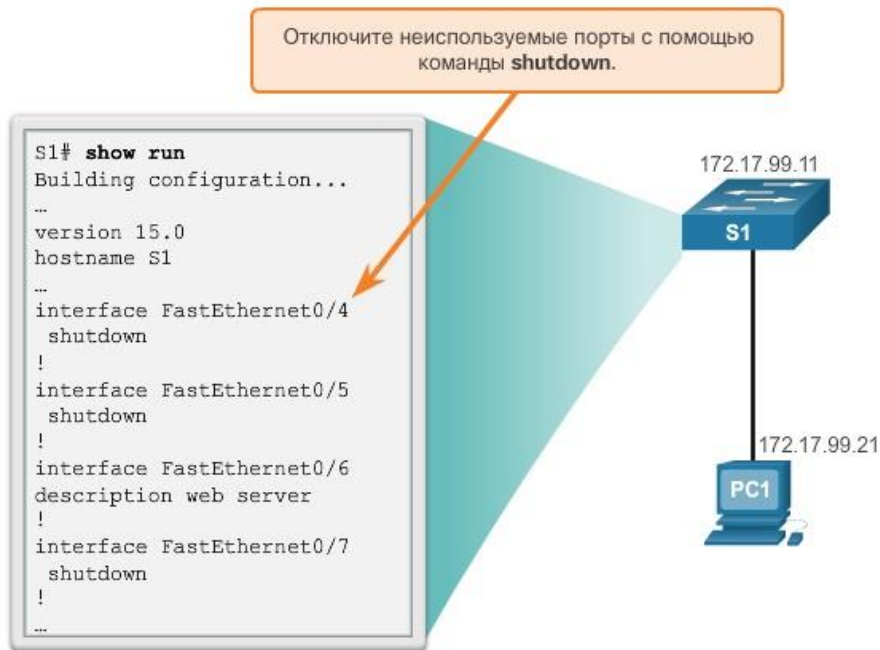 Отключите неиспользуемые порты с помощью
команды shutdown.
S1# show run
Building configuration...
…
version 15.0
hostname S1
…
interface FastEthernet0/4
 shutdown
!
interface FastEthernet0/5
 shutdown
!
interface FastEthernet0/6
description web server
!
interface FastEthernet0/7
 shutdown
!
…
172.17.99.11
S1
172.17.99.21
PC1